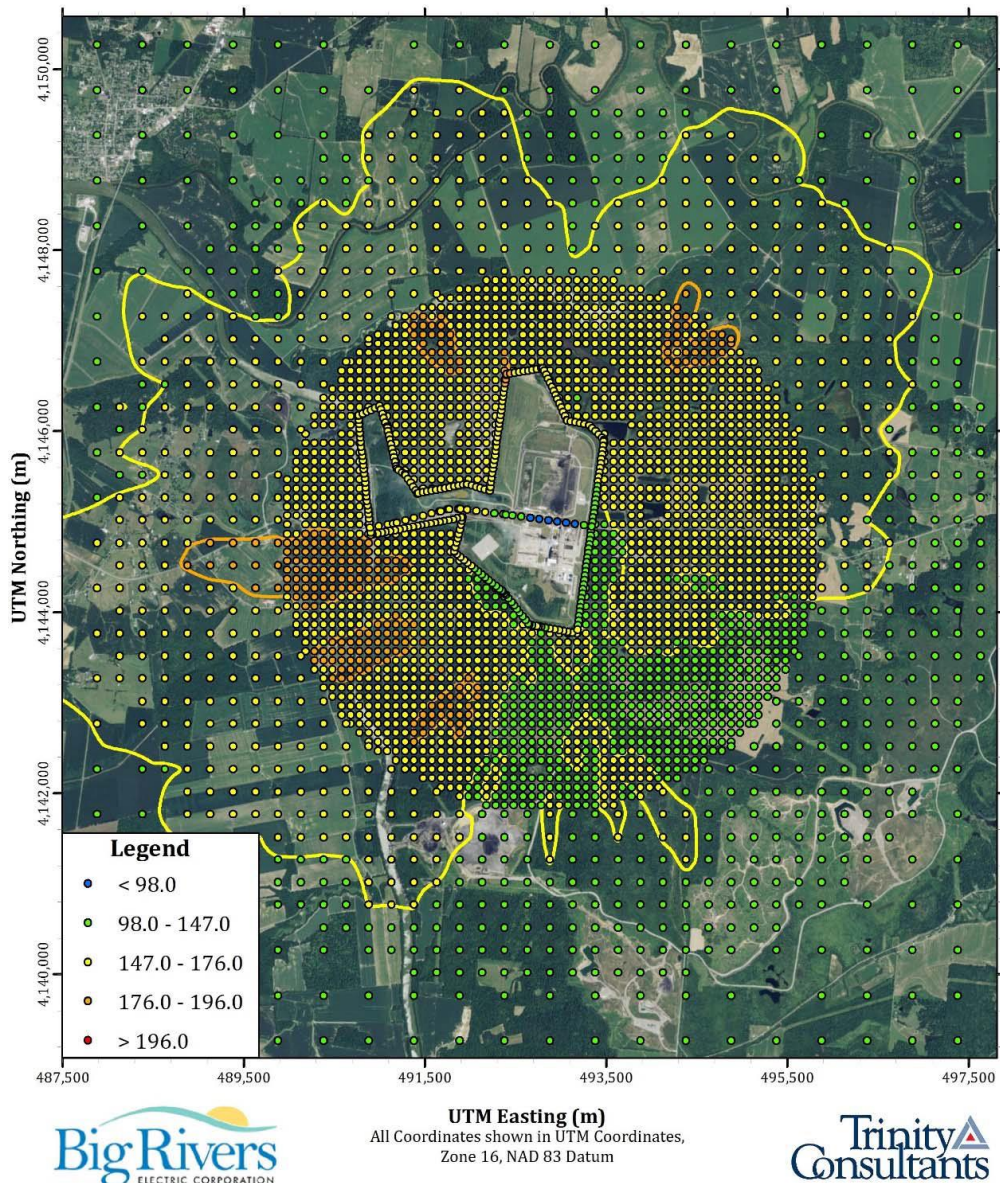 4,150,000
4,148,000
4,146,000
4,144,000
4,142,000
4,140,000
UTM Northing (m)
Legend
< 98.0
98.0 - 147.0
147.0 - 176.0
176.0 - 196.0
> 196.0
487,500
489,500
491,500
493,500
495,500
497,500
UTM Easting (m)
All Coordinates shown in UTM Coordinates,
Zone 16, NAD 83 Datum
Big Rivers
ELECTRIC CORPORATION
Trinity
Consultants